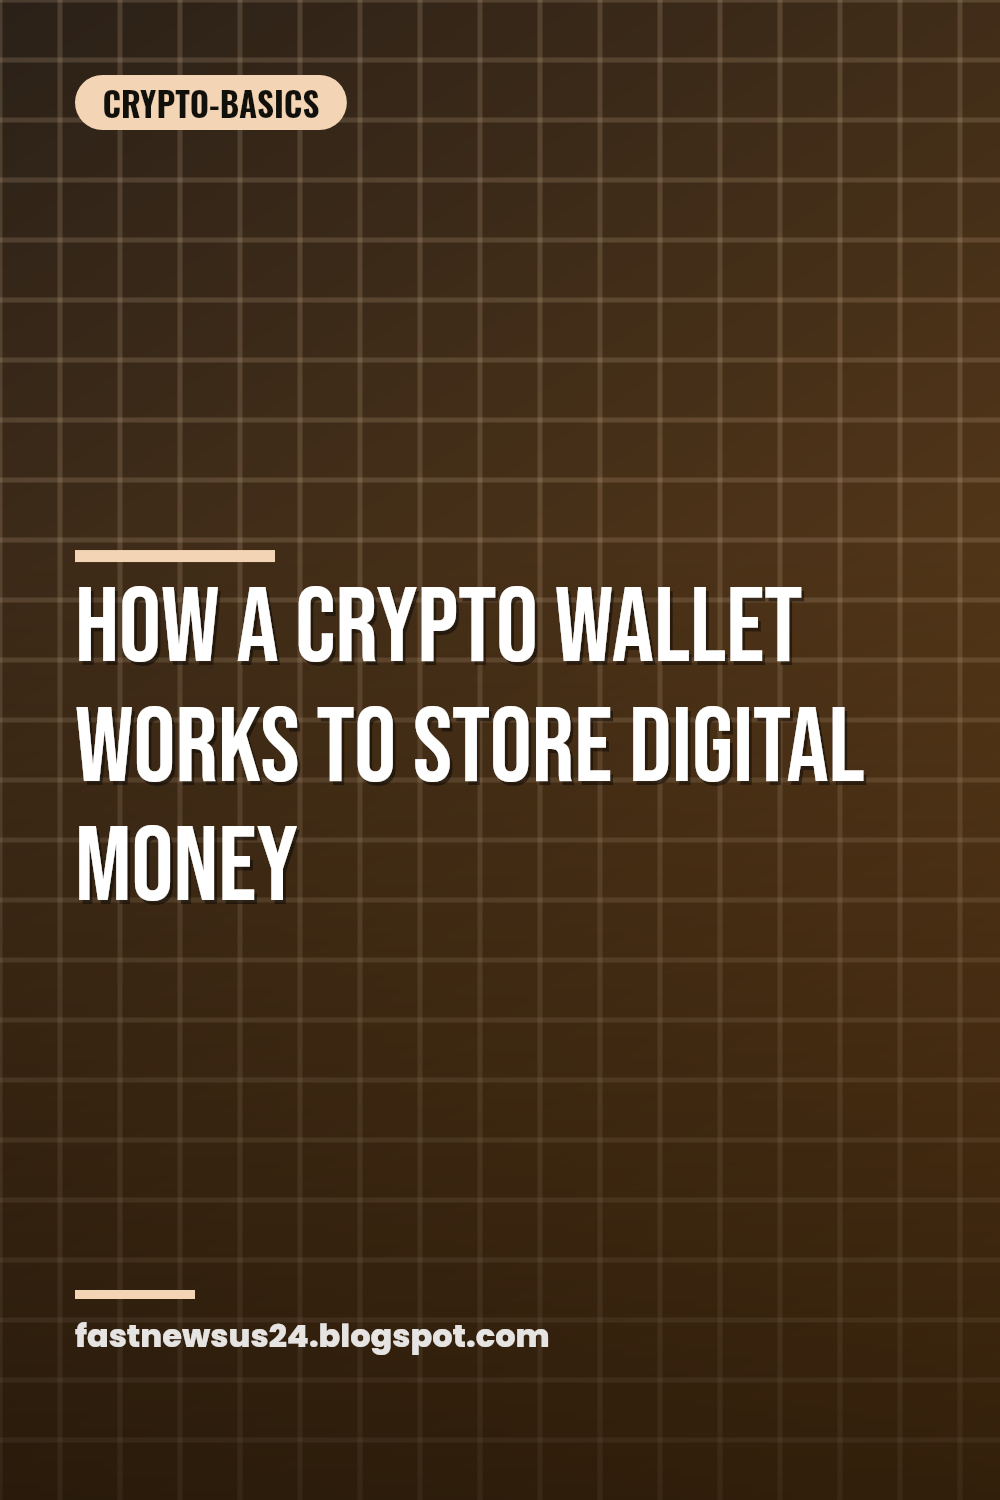 CRYPTO-BASICS
HOW A CRYPTO WALLET
WORKS TO STORE DIGITAL
MONEY
fastnewsus24.blogspot.com